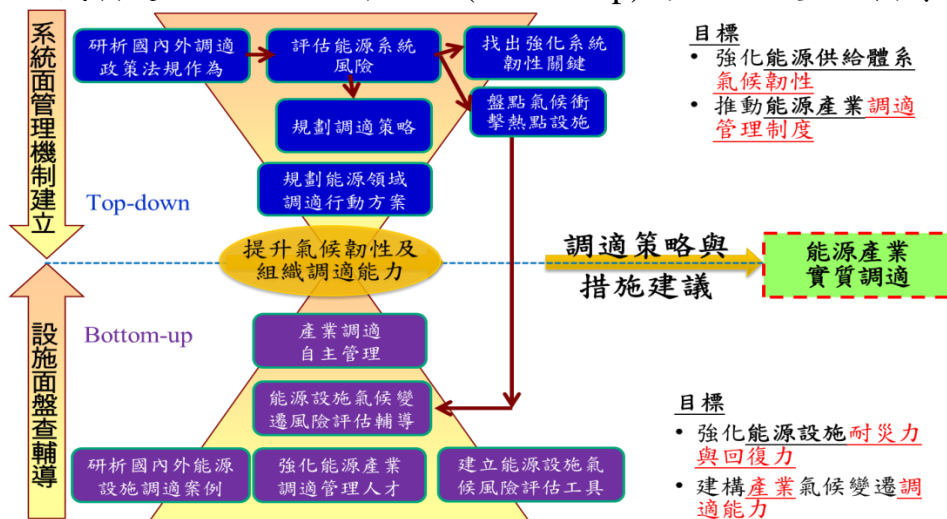 系統面管理機制建立
研析國內外調適
政策法規作為
評估能源系統
風險
找出強化系統
韌性關鍵
規劃調適策略
盤點氣候衝
擊熱點設施
規劃能源領域
調適行動方案
Top-down
目標
• 強化能源供給體系
氣候韌性
• 推動能源產業調適
管理制度
提升氣候韌性及
組織調適能力
調適策略與
措施建議
能源產業
實質調適
設施面盤查輔導
Bottom-up
產業調適
自主管理
能源設施氣候變
遷風險評估輔導
研析國內外能源
設施調適案例
強化能源產業
調適管理人才
建立能源設施氣
候風險評估工具
目標
• 強化能源設施耐災力
與回復力
• 建構產業氣候變遷調
適能力